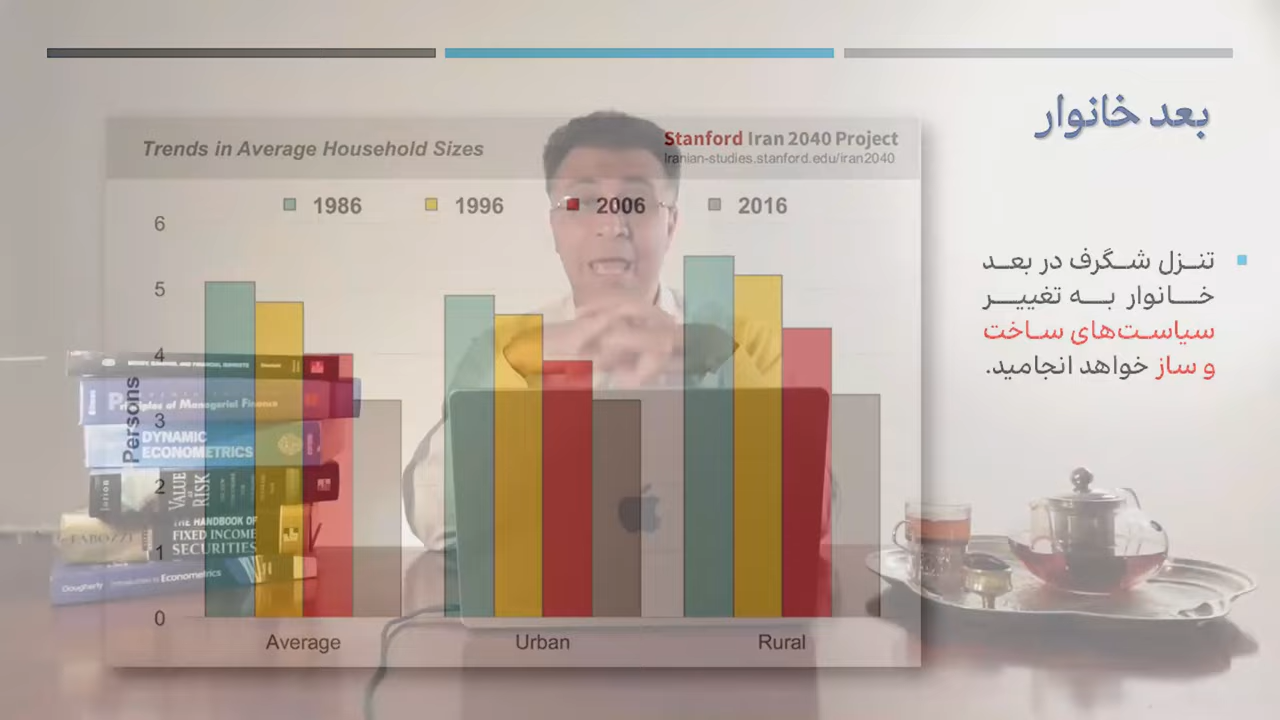 بعد خانوار
Trends in Average Household Sizes
Stanford Iran 2040 Project
iranian-studies.stanford.edu/iran2040
1986 1996 2006 2016
6
5
4
3
2
1
0
Persons
Average Urban Rural
تنزل شگرف در بعد
خانوار به تغییر
سیاست‌های ساخت
و ساز خواهد انجامید.
Principles of Managerial Finance
DYNAMIC
ECONOMETRICS
Jorion
VALUE
at
RISK
FABOZZI
THE HANDBOOK OF
FIXED INCOME
SECURITIES
Dougherty
Introduction to Econometrics